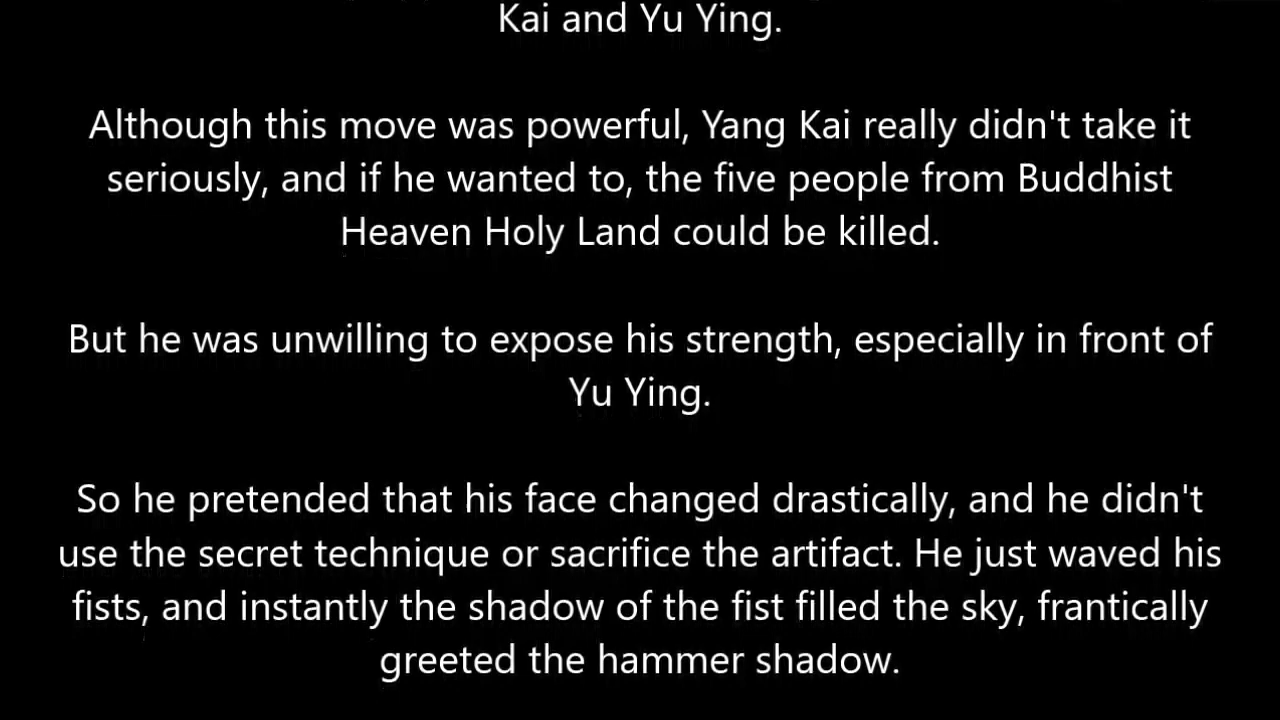 Kai and Yu Ying.
Although this move was powerful, Yang Kai really didn't take it
seriously, and if he wanted to, the five people from Buddhist
Heaven Holy Land could be killed.
But he was unwilling to expose his strength, especially in front of
Yu Ying.
So he pretended that his face changed drastically, and he didn't
use the secret technique or sacrifice the artifact. He just waved his
fists, and instantly the shadow of the fist filled the sky, frantically
greeted the hammer shadow.